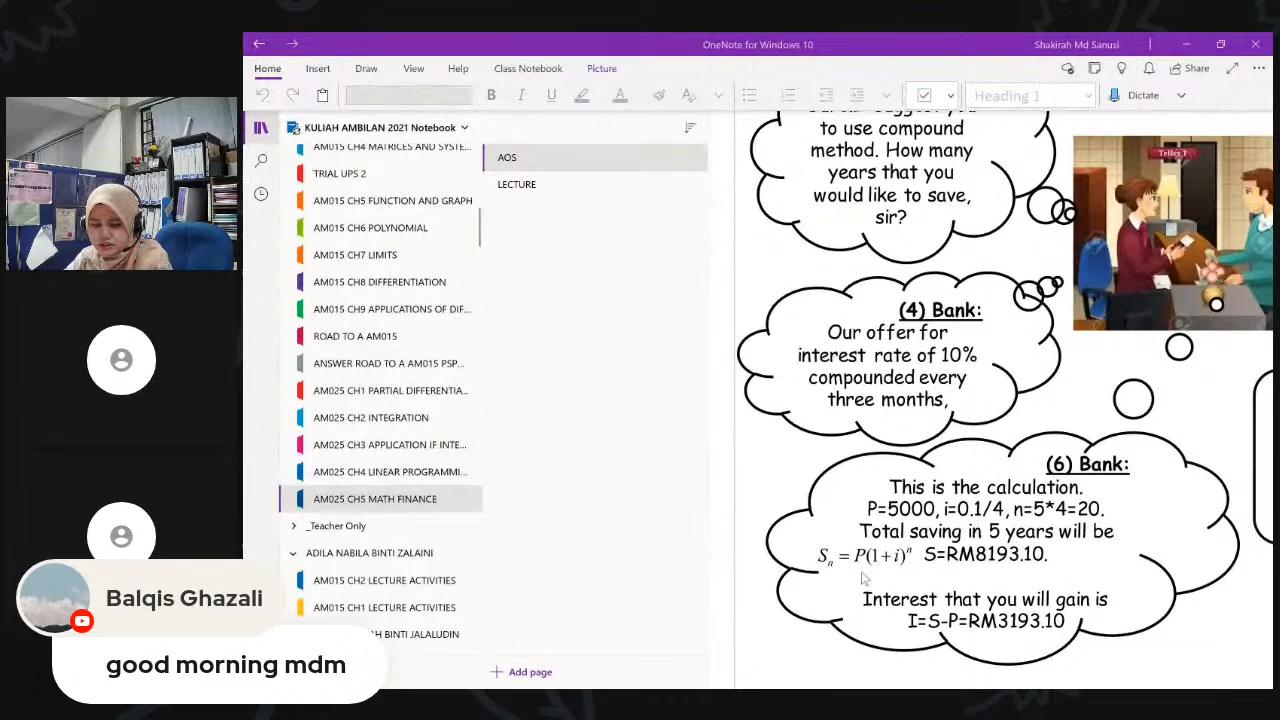 OneNote for Windows 10
Shakirah Md Sanusi
Home Insert Draw View Help Class Notebook Picture
Share
B I U A
Heading 1
Dictate
KULIAH AMBILAN 2021 Notebook
AM015 CH4 MATRICES AND SYSTE...
TRIAL UPS 2
AM015 CH5 FUNCTION AND GRAPH
AM015 CH6 POLYNOMIAL
AM015 CH7 LIMITS
AM015 CH8 DIFFERENTIATION
AM015 CH9 APPLICATIONS OF DIF...
ROAD TO A AM015
ANSWER ROAD TO A AM015 PSP...
AM025 CH1 PARTIAL DIFFERENTIA...
AM025 CH2 INTEGRATION
AM025 CH3 APPLICATION IF INTE...
AM025 CH4 LINEAR PROGRAMMI...
AM025 CH5 MATH FINANCE
_Teacher Only
ADILA NABILA BINTI ZALAINI
AM015 CH2 LECTURE ACTIVITIES
AM015 CH1 LECTURE ACTIVITIES
AH BINTI JALALUDIN
AOS
LECTURE
Add page
to use compound
method. How many
years that you
would like to save,
sir?
Teller 1
(4) Bank:
Our offer for
interest rate of 10%
compounded every
three months,
(6) Bank:
This is the calculation.
P=5000, i=0.1/4, n=5*4=20.
Total saving in 5 years will be
Sₙ = P(1+i)ⁿ S=RM8193.10.
Interest that you will gain is
I=S-P=RM3193.10
Balqis Ghazali
good morning mdm